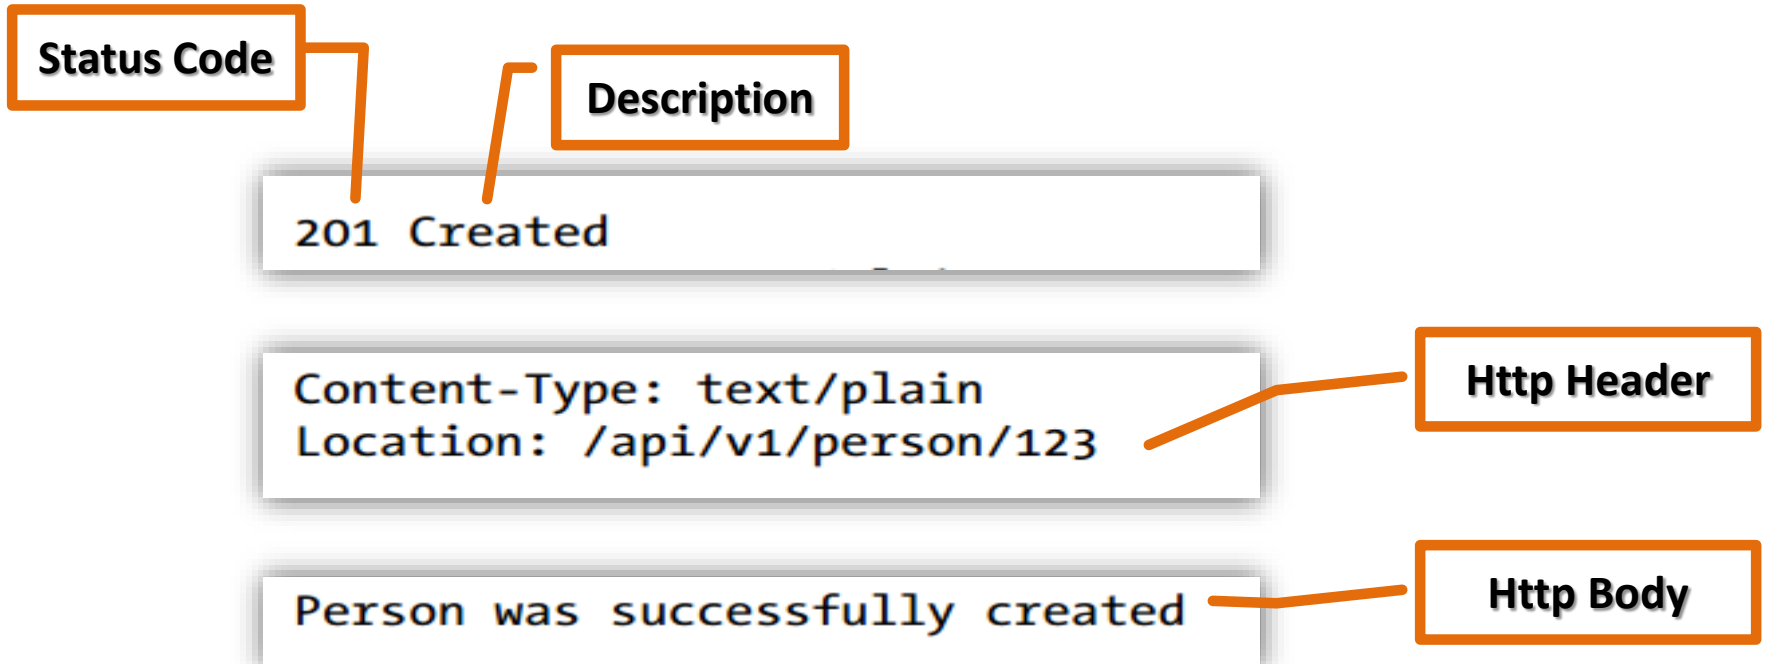 Status Code
Description
201 Created
Content-Type: text/plain
Location: /api/v1/person/123
Http Header
Person was successfully created
Http Body